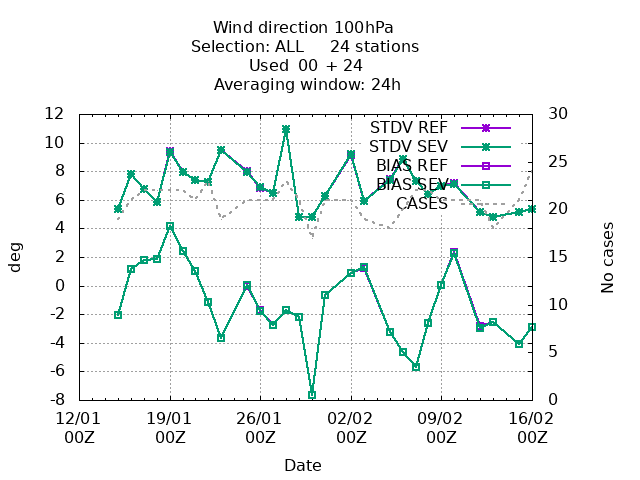 Wind direction 100hPa
Selection: ALL 24 stations
Used 00 + 24
Averaging window: 24h
12 30
STDV REF
10
STDV SEV
25
8
BIAS REF
BIAS SEV
6 20
CASES
4
2 15
0
-2 10
-4
5
-6
-8 0
deg
No cases
12/01 19/01 26/01 02/02 09/02 16/02
00Z 00Z 00Z 00Z 00Z 00Z
Date